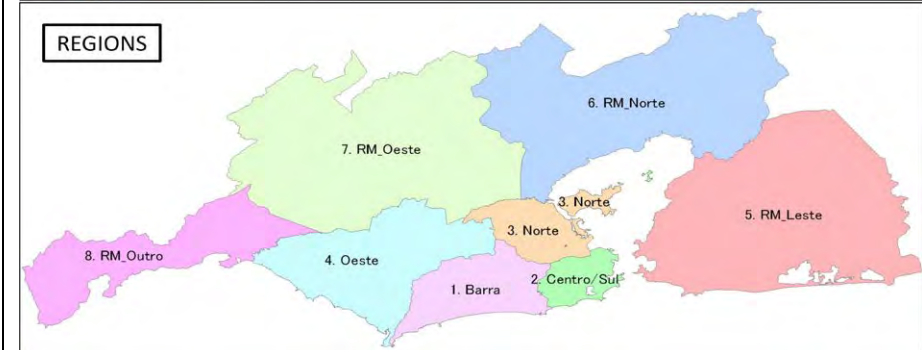 REGIONS
6. RM_Norte
7. RM_Oeste
3. Norte
5. RM_Leste
3. Norte
8. RM_Outro
4. Oeste
2. Centro/Sul
1. Barra